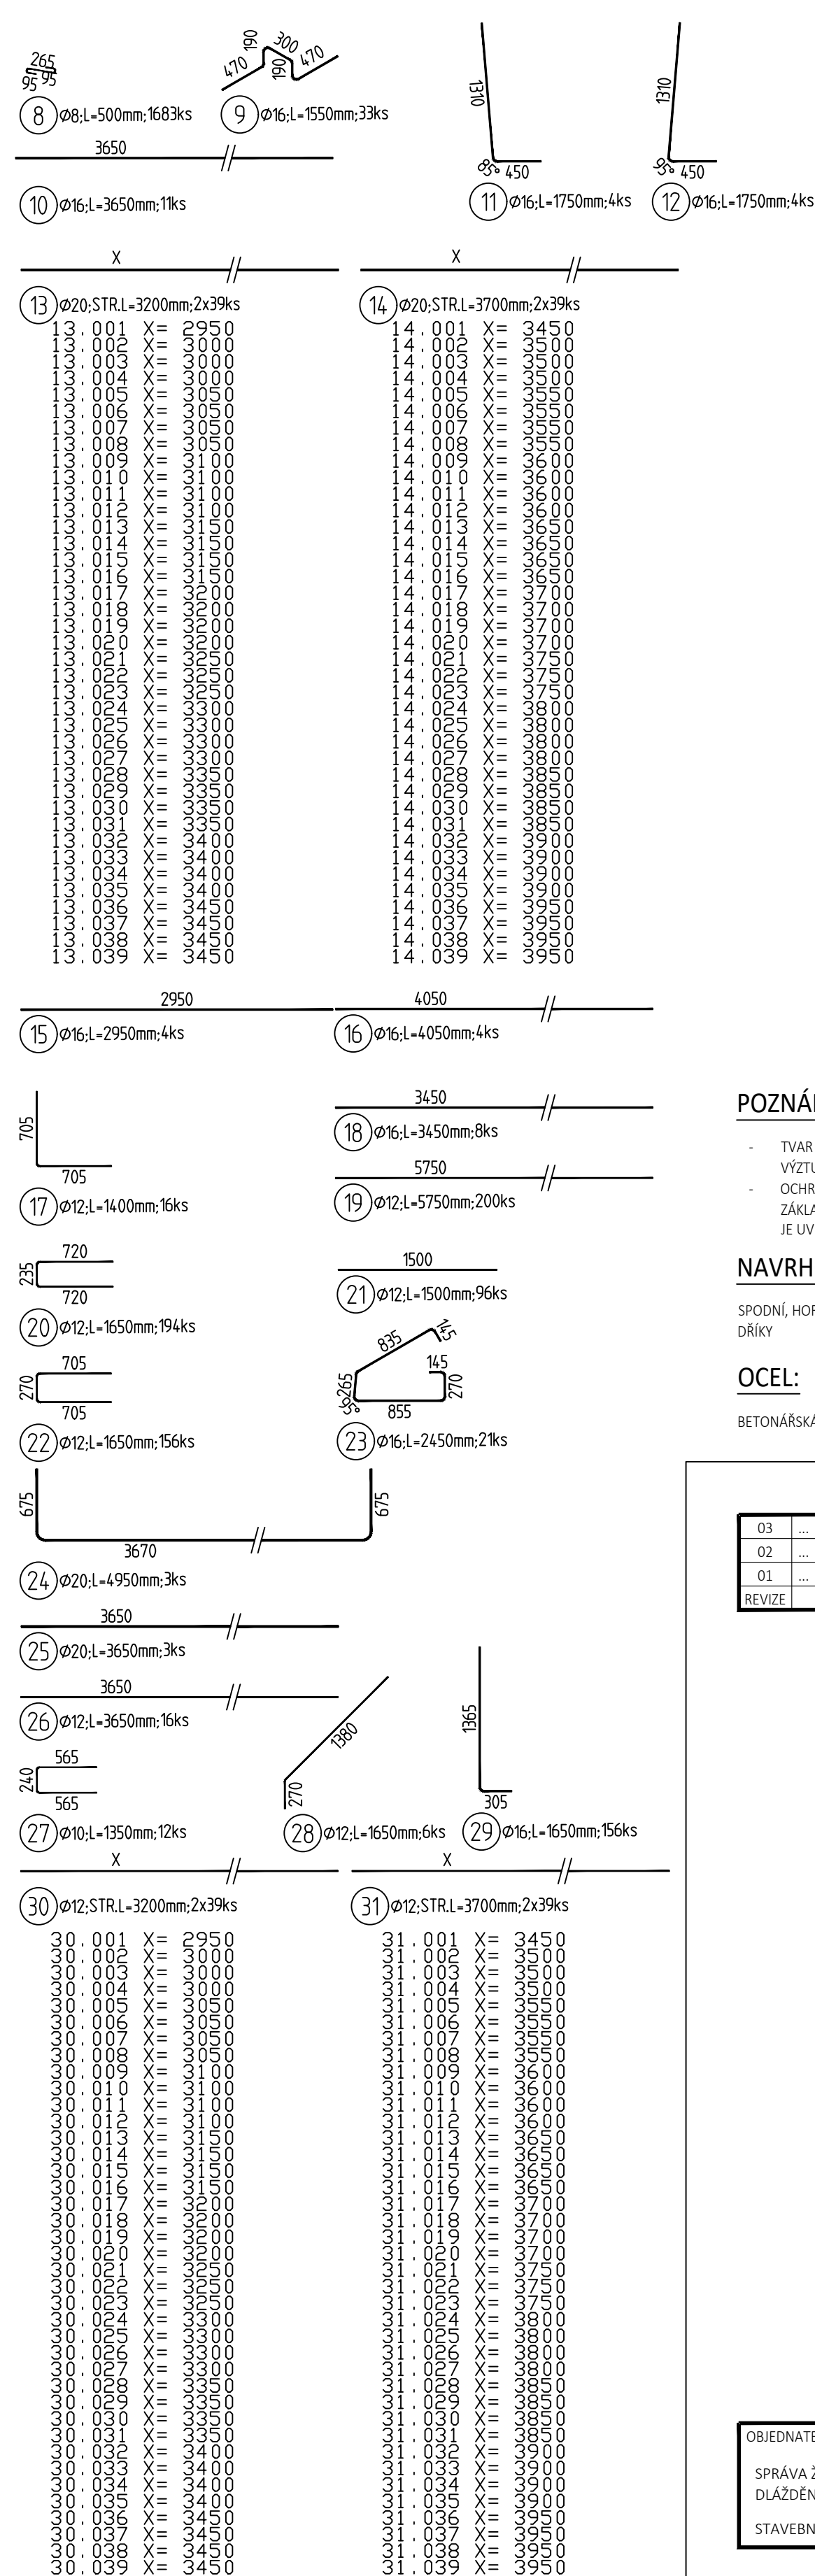 265
95 95
8 Ø8;L=500mm;1683ks
470 190 300 190 470
9 Ø16;L=1550mm;33ks
3650
10 Ø16;L=3650mm;11ks
1310
85° 450
11 Ø16;L=1750mm;4ks
1310
95° 450
12 Ø16;L=1750mm;4ks
X
13 Ø20;STR.L=3200mm;2x39ks
13.001 X= 2950
13.002 X= 3000
13.003 X= 3000
13.004 X= 3000
13.005 X= 3050
13.006 X= 3050
13.007 X= 3050
13.008 X= 3050
13.009 X= 3100
13.010 X= 3100
13.011 X= 3100
13.012 X= 3100
13.013 X= 3150
13.014 X= 3150
13.015 X= 3150
13.016 X= 3150
13.017 X= 3200
13.018 X= 3200
13.019 X= 3200
13.020 X= 3200
13.021 X= 3250
13.022 X= 3250
13.023 X= 3250
13.024 X= 3300
13.025 X= 3300
13.026 X= 3300
13.027 X= 3300
13.028 X= 3350
13.029 X= 3350
13.030 X= 3350
13.031 X= 3350
13.032 X= 3400
13.033 X= 3400
13.034 X= 3400
13.035 X= 3400
13.036 X= 3450
13.037 X= 3450
13.038 X= 3450
13.039 X= 3450
X
14 Ø20;STR.L=3700mm;2x39ks
14.001 X= 3450
14.002 X= 3500
14.003 X= 3500
14.004 X= 3500
14.005 X= 3550
14.006 X= 3550
14.007 X= 3550
14.008 X= 3550
14.009 X= 3600
14.010 X= 3600
14.011 X= 3600
14.012 X= 3600
14.013 X= 3650
14.014 X= 3650
14.015 X= 3650
14.016 X= 3650
14.017 X= 3700
14.018 X= 3700
14.019 X= 3700
14.020 X= 3700
14.021 X= 3750
14.022 X= 3750
14.023 X= 3750
14.024 X= 3800
14.025 X= 3800
14.026 X= 3800
14.027 X= 3800
14.028 X= 3850
14.029 X= 3850
14.030 X= 3850
14.031 X= 3850
14.032 X= 3900
14.033 X= 3900
14.034 X= 3900
14.035 X= 3900
14.036 X= 3950
14.037 X= 3950
14.038 X= 3950
14.039 X= 3950
2950
15 Ø16;L=2950mm;4ks
4050
16 Ø16;L=4050mm;4ks
705
705
17 Ø12;L=1400mm;16ks
3450
18 Ø16;L=3450mm;8ks
5750
19 Ø12;L=5750mm;200ks
720
235
720
20 Ø12;L=1650mm;194ks
1500
21 Ø12;L=1500mm;96ks
705
270
705
22 Ø12;L=1650mm;156ks
835 145
145
265 270
95° 855
23 Ø16;L=2450mm;21ks
675 675
3670
24 Ø20;L=4950mm;3ks
3650
25 Ø20;L=3650mm;3ks
3650
26 Ø12;L=3650mm;16ks
565
240
565
27 Ø10;L=1350mm;12ks
1380
270
28 Ø12;L=1650mm;6ks
1365
305
29 Ø16;L=1650mm;156ks
X
30 Ø12;STR.L=3200mm;2x39ks
30.001 X= 2950
30.002 X= 3000
30.003 X= 3000
30.004 X= 3000
30.005 X= 3050
30.006 X= 3050
30.007 X= 3050
30.008 X= 3050
30.009 X= 3100
30.010 X= 3100
30.011 X= 3100
30.012 X= 3100
30.013 X= 3150
30.014 X= 3150
30.015 X= 3150
30.016 X= 3150
30.017 X= 3200
30.018 X= 3200
30.019 X= 3200
30.020 X= 3200
30.021 X= 3250
30.022 X= 3250
30.023 X= 3250
30.024 X= 3300
30.025 X= 3300
30.026 X= 3300
30.027 X= 3300
30.028 X= 3350
30.029 X= 3350
30.030 X= 3350
30.031 X= 3350
30.032 X= 3400
30.033 X= 3400
30.034 X= 3400
30.035 X= 3400
30.036 X= 3450
30.037 X= 3450
30.038 X= 3450
30.039 X= 3450
X
31 Ø12;STR.L=3700mm;2x39ks
31.001 X= 3450
31.002 X= 3500
31.003 X= 3500
31.004 X= 3500
31.005 X= 3550
31.006 X= 3550
31.007 X= 3550
31.008 X= 3550
31.009 X= 3600
31.010 X= 3600
31.011 X= 3600
31.012 X= 3600
31.013 X= 3650
31.014 X= 3650
31.015 X= 3650
31.016 X= 3650
31.017 X= 3700
31.018 X= 3700
31.019 X= 3700
31.020 X= 3700
31.021 X= 3750
31.022 X= 3750
31.023 X= 3750
31.024 X= 3800
31.025 X= 3800
31.026 X= 3800
31.027 X= 3800
31.028 X= 3850
31.029 X= 3850
31.030 X= 3850
31.031 X= 3850
31.032 X= 3900
31.033 X= 3900
31.034 X= 3900
31.035 X= 3900
31.036 X= 3950
31.037 X= 3950
31.038 X= 3950
31.039 X= 3950
POZNÁ
- TVAR
VÝZTU
- OCHR
ZÁKLA
JE UV
NAVRH
SPODNÍ, HOR
DŘÍKY
OCEL:
BETONÁŘSKÁ
03 ...
02 ...
01 ...
REVIZE
OBJEDNATE
SPRÁVA Ž
DLÁŽDĚN
STAVEBN